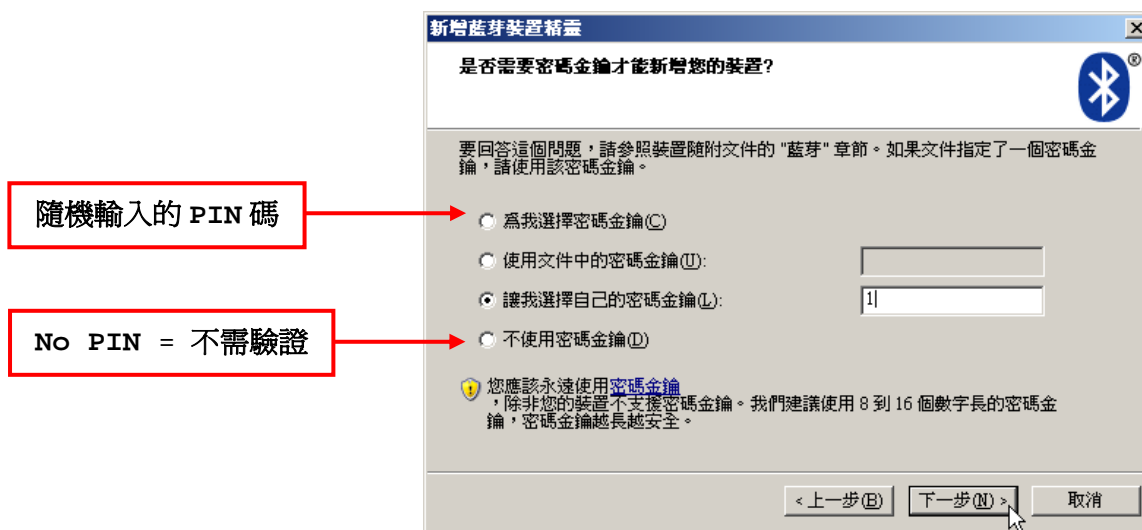 新增藍芽裝置精靈
是否需要密碼金鑰才能新增您的裝置?
®
要回答這個問題，請參照裝置隨附文件的 "藍芽" 章節。如果文件指定了一個密碼金
鑰，請使用該密碼金鑰。
隨機輸入的 PIN 碼
為我選擇密碼金鑰(C)
使用文件中的密碼金鑰(U):
讓我選擇自己的密碼金鑰(L):
1
No PIN = 不需驗證
不使用密碼金鑰(D)
您應該永遠使用密碼金鑰
，除非您的裝置不支援密碼金鑰。我們建議使用 8 到 16 個數字長的密碼金
鑰，密碼金鑰越長越安全。
< 上一步(B)
下一步(N) >
取消